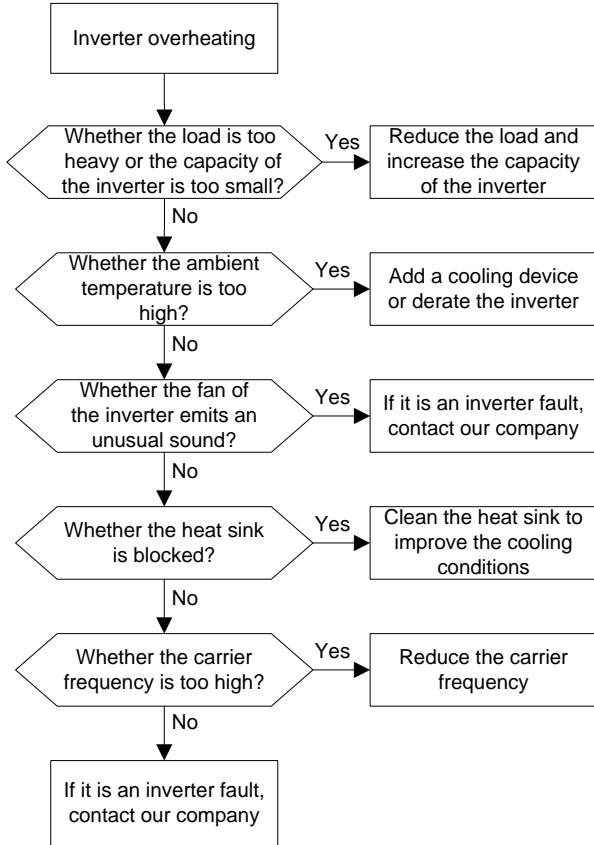 Inverter overheating
Whether the load is too
heavy or the capacity of
the inverter is too small?
Yes
Reduce the load and
increase the capacity
of the inverter
No
Whether the ambient
temperature is too
high?
Yes
Add a cooling device
or derate the inverter
No
Whether the fan of
the inverter emits an
unusual sound?
Yes
If it is an inverter fault,
contact our company
No
Whether the heat sink
is blocked?
Yes
Clean the heat sink to
improve the cooling
conditions
No
Whether the carrier
frequency is too high?
Yes
Reduce the carrier
frequency
No
If it is an inverter fault,
contact our company